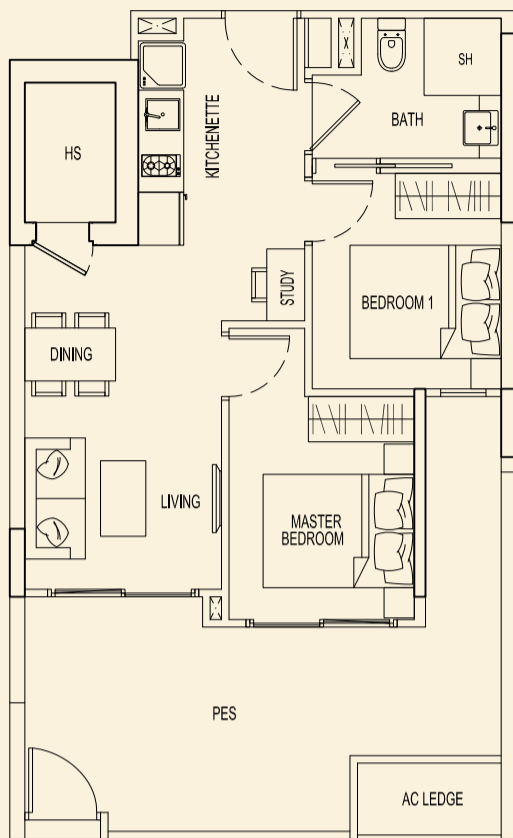 SH
BATH
KITCHENETTE
HS
STUDY
BEDROOM 1
DINING
LIVING
MASTER
BEDROOM
PES
AC LEDGE